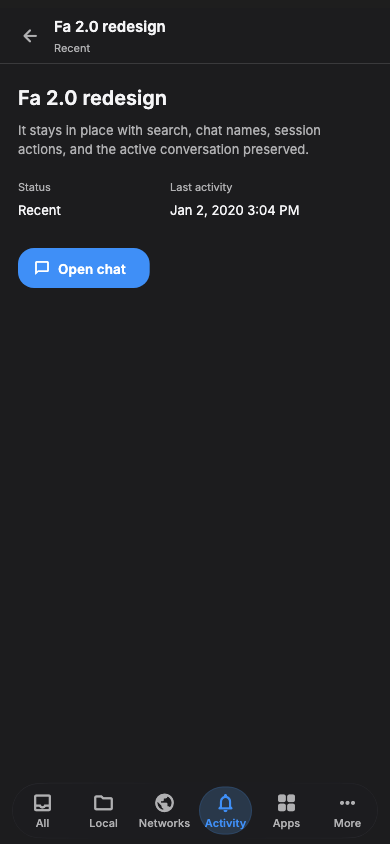 Fa 2.0 redesign
Recent
Fa 2.0 redesign
It stays in place with search, chat names, session
actions, and the active conversation preserved.
Status
Last activity
Recent
Jan 2, 2020 3:04 PM
Open chat
All
Local
Networks
Activity
Apps
More